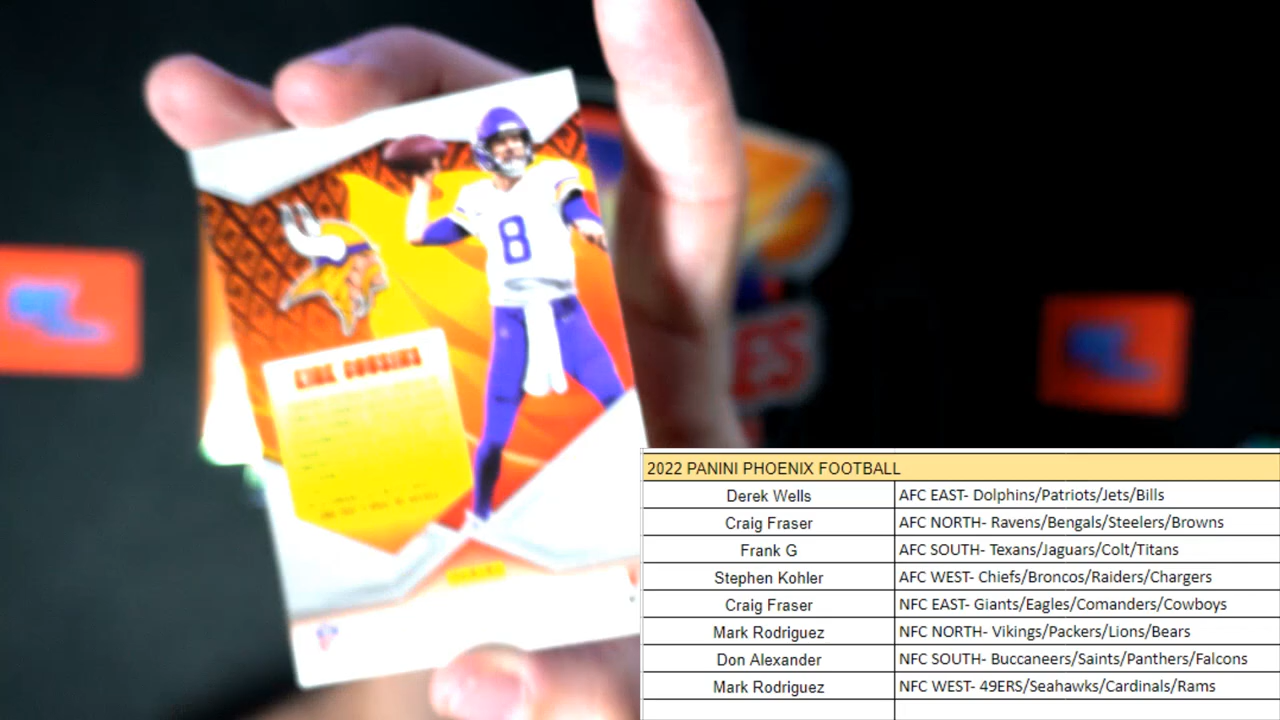 8
KIRK COUSINS
PANINI
ES
2022 PANINI PHOENIX FOOTBALL
Derek Wells AFC EAST- Dolphins/Patriots/Jets/Bills
Craig Fraser AFC NORTH- Ravens/Bengals/Steelers/Browns
Frank G AFC SOUTH- Texans/Jaguars/Colt/Titans
Stephen Kohler AFC WEST- Chiefs/Broncos/Raiders/Chargers
Craig Fraser NFC EAST- Giants/Eagles/Comanders/Cowboys
Mark Rodriguez NFC NORTH- Vikings/Packers/Lions/Bears
Don Alexander NFC SOUTH- Buccaneers/Saints/Panthers/Falcons
Mark Rodriguez NFC WEST- 49ERS/Seahawks/Cardinals/Rams